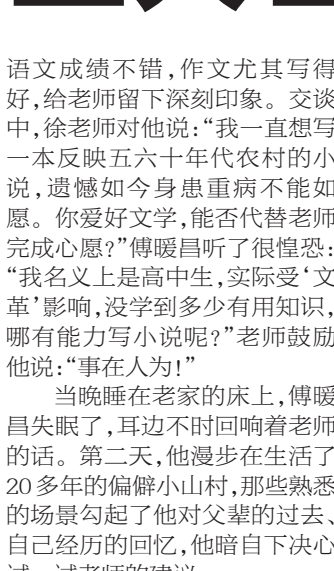 语文成绩不错,作文尤其写得
好,给老师留下深刻印象。交谈
中,徐老师对他说:“我一直想写
一本反映五六十年代农村的小
说,遗憾如今身患重病不能如
愿。你爱好文学,能否代替老师
完成心愿?”傅暖昌听了很惶恐:
“我名义上是高中生,实际受‘文
革’影响,没学到多少有用知识,
哪有能力写小说呢?”老师鼓励
他说:“事在人为!”
当晚睡在老家的床上,傅暖
昌失眠了,耳边不时回响着老师
的话。第二天,他漫步在生活了
20多年的偏僻小山村,那些熟悉
的场景勾起了他对父辈的过去、
自己经历的回忆,他暗自下决心
试一试老师的建议